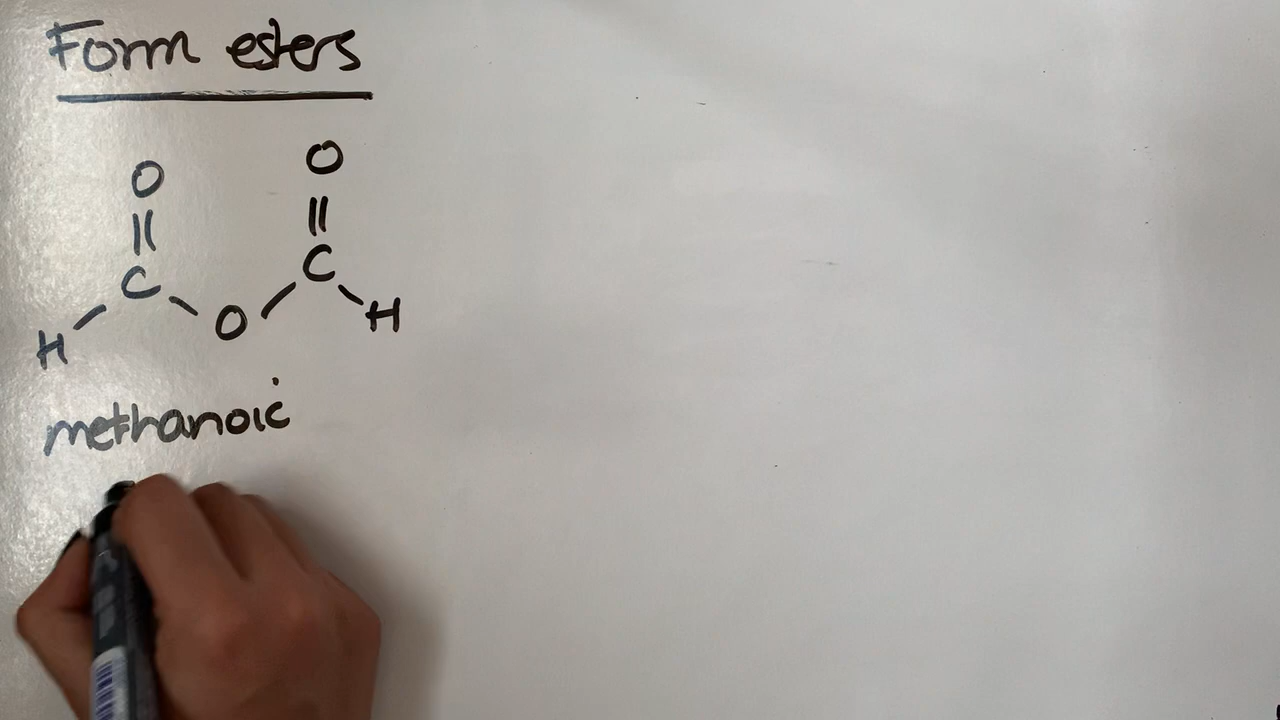 Form esters
O O
|| ||
C C
H O H
methanoic